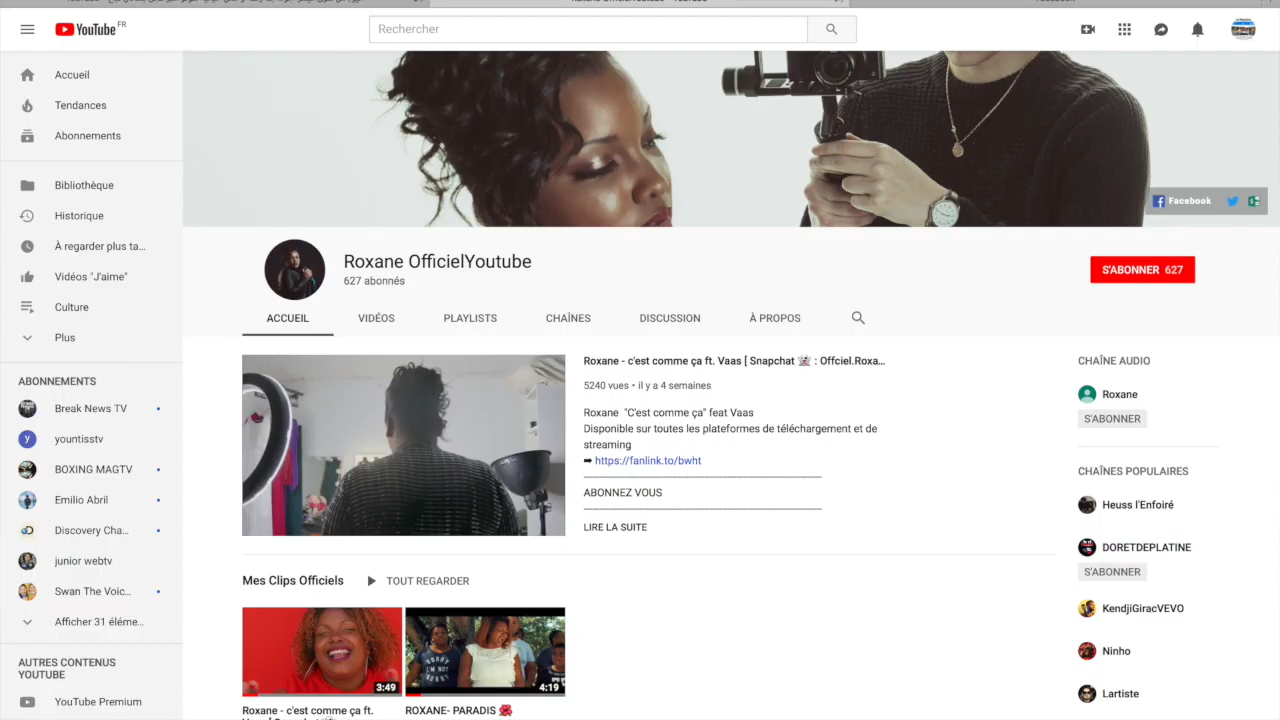 YouTube FR
Rechercher
Accueil
Tendances
Abonnements
Bibliothèque
Historique
À regarder plus ta...
Vidéos "J'aime"
Culture
Plus
ABONNEMENTS
Break News TV
yountisstv
BOXING MAGTV
Emilio Abril
Discovery Cha...
junior webtv
Swan The Voic...
Afficher 31 éléme...
AUTRES CONTENUS
YOUTUBE
YouTube Premium
Facebook
Roxane OfficielYoutube
627 abonnés
S'ABONNER 627
ACCUEIL
VIDÉOS
PLAYLISTS
CHAÎNES
DISCUSSION
À PROPOS
Roxane - c'est comme ça ft. Vaas [ Snapchat 👻 : Offciel.Roxa...
5240 vues • il y a 4 semaines
Roxane "C'est comme ça" feat Vaas
Disponible sur toutes les plateformes de téléchargement et de
streaming
➡ https://fanlink.to/bwht
ABONNEZ VOUS
LIRE LA SUITE
Mes Clips Officiels
TOUT REGARDER
3:49
SORRY
I'M NOT
SORRY
4:19
Roxane - c'est comme ça ft.
ROXANE- PARADIS 🌺
CHAÎNE AUDIO
Roxane
S'ABONNER
CHAÎNES POPULAIRES
Heuss l'Enfoiré
DORETDEPLATINE
S'ABONNER
KendjiGiracVEVO
Ninho
Lartiste